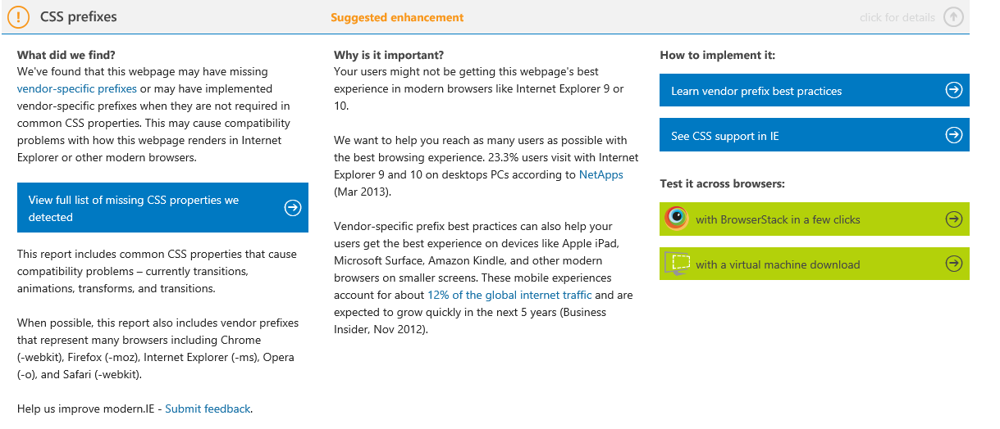 CSS prefixes
Suggested enhancement
click for details
What did we find?
We've found that this webpage may have missing
vendor-specific prefixes or may have implemented
vendor-specific prefixes when they are not required in
common CSS properties. This may cause compatibility
problems with how this webpage renders in Internet
Explorer or other modern browsers.
View full list of missing CSS properties we
detected
This report includes common CSS properties that cause
compatibility problems – currently transitions,
animations, transforms, and transitions.
When possible, this report also includes vendor prefixes
that represent many browsers including Chrome
(-webkit), Firefox (-moz), Internet Explorer (-ms), Opera
(-o), and Safari (-webkit).
Help us improve modern.IE - Submit feedback.
Why is it important?
Your users might not be getting this webpage's best
experience in modern browsers like Internet Explorer 9 or
10.
We want to help you reach as many users as possible with
the best browsing experience. 23.3% users visit with Internet
Explorer 9 and 10 on desktops PCs according to NetApps
(Mar 2013).
Vendor-specific prefix best practices can also help your
users get the best experience on devices like Apple iPad,
Microsoft Surface, Amazon Kindle, and other modern
browsers on smaller screens. These mobile experiences
account for about 12% of the global internet traffic and are
expected to grow quickly in the next 5 years (Business
Insider, Nov 2012).
How to implement it:
Learn vendor prefix best practices
See CSS support in IE
Test it across browsers:
with BrowserStack in a few clicks
with a virtual machine download